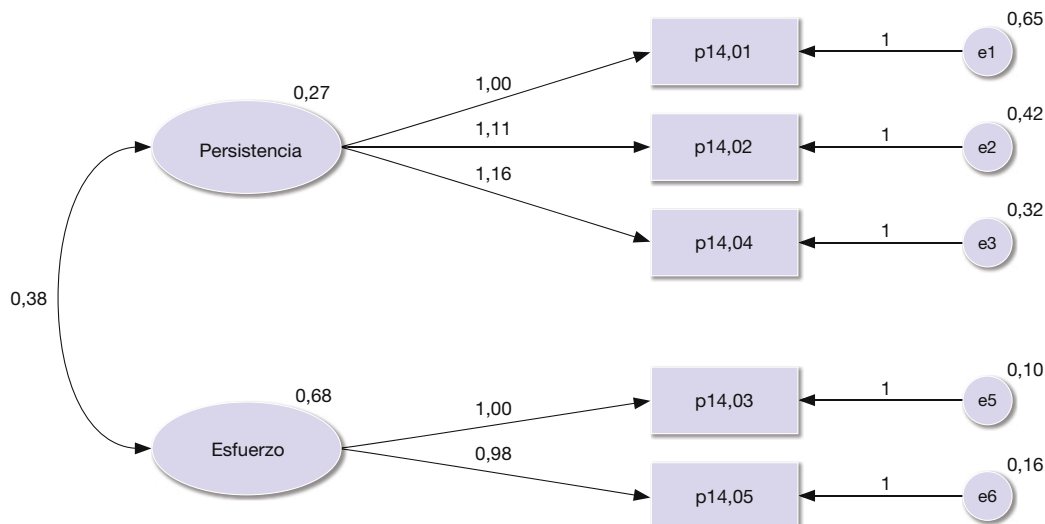 0,65
p14,01
1
e1
1,00
0,27
0,42
Persistencia
1,11
p14,02
1
e2
1,16
0,32
p14,04
1
e3
0,38
0,68
0,10
1,00
p14,03
1
e5
Esfuerzo
0,98
0,16
p14,05
1
e6